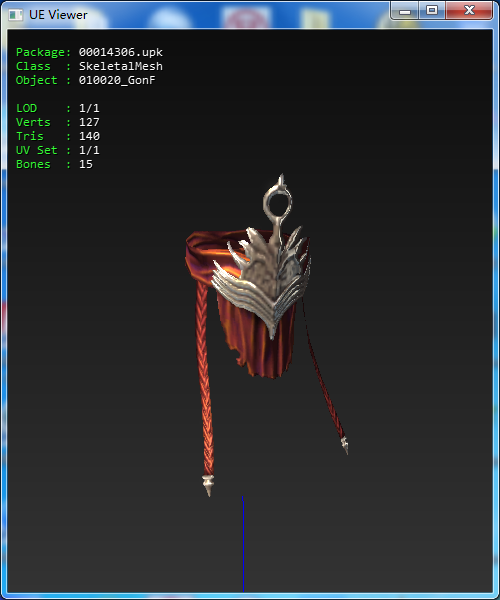 UE Viewer
Package: 00014306.upk
Class : SkeletalMesh
Object : 010020_GonF
LOD : 1/1
Verts : 127
Tris : 140
UV Set : 1/1
Bones : 15